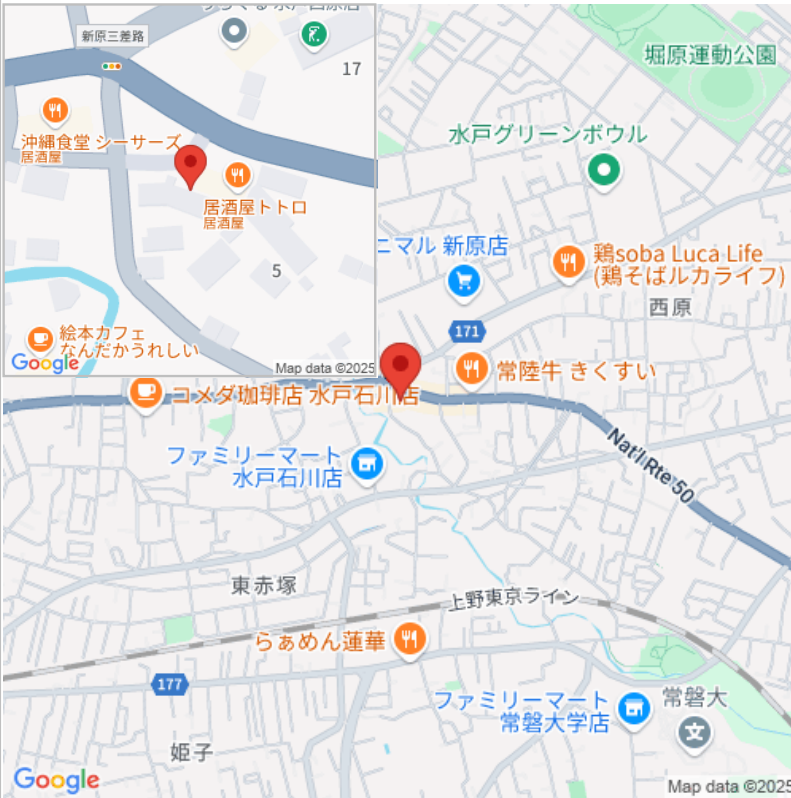 新原三差路
17
沖縄食堂 シーサーズ
居酒屋
居酒屋トトロ
居酒屋
5
絵本カフェ
なんだかうれしい
Google
Map data ©2025
堀原運動公園
水戸グリーンボウル
ニマル 新原店
鶏soba Luca Life
(鶏そばルカライフ)
西原
171
常陸牛 きくすい
コメダ珈琲店 水戸石川店
ファミリーマート
水戸石川店
Nat'l Rte 50
東赤塚
上野東京ライン
らぁめん蓮華
177
ファミリーマート
常磐大学店
常磐大
文
姫子
Google
Map data ©2025